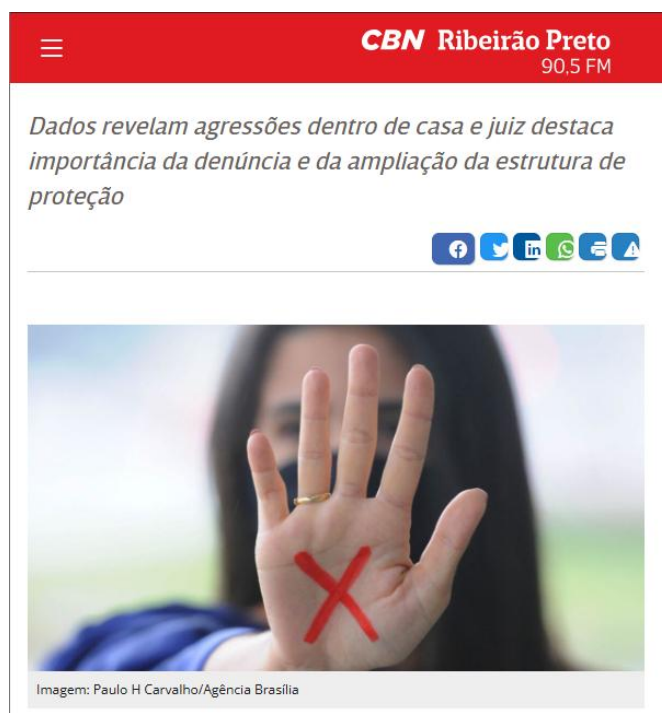 CBN Ribeirão Preto
90,5 FM
Dados revelam agressões dentro de casa e juiz destaca
importância da denúncia e da ampliação da estrutura de
proteção
Imagem: Paulo H Carvalho/Agência Brasília